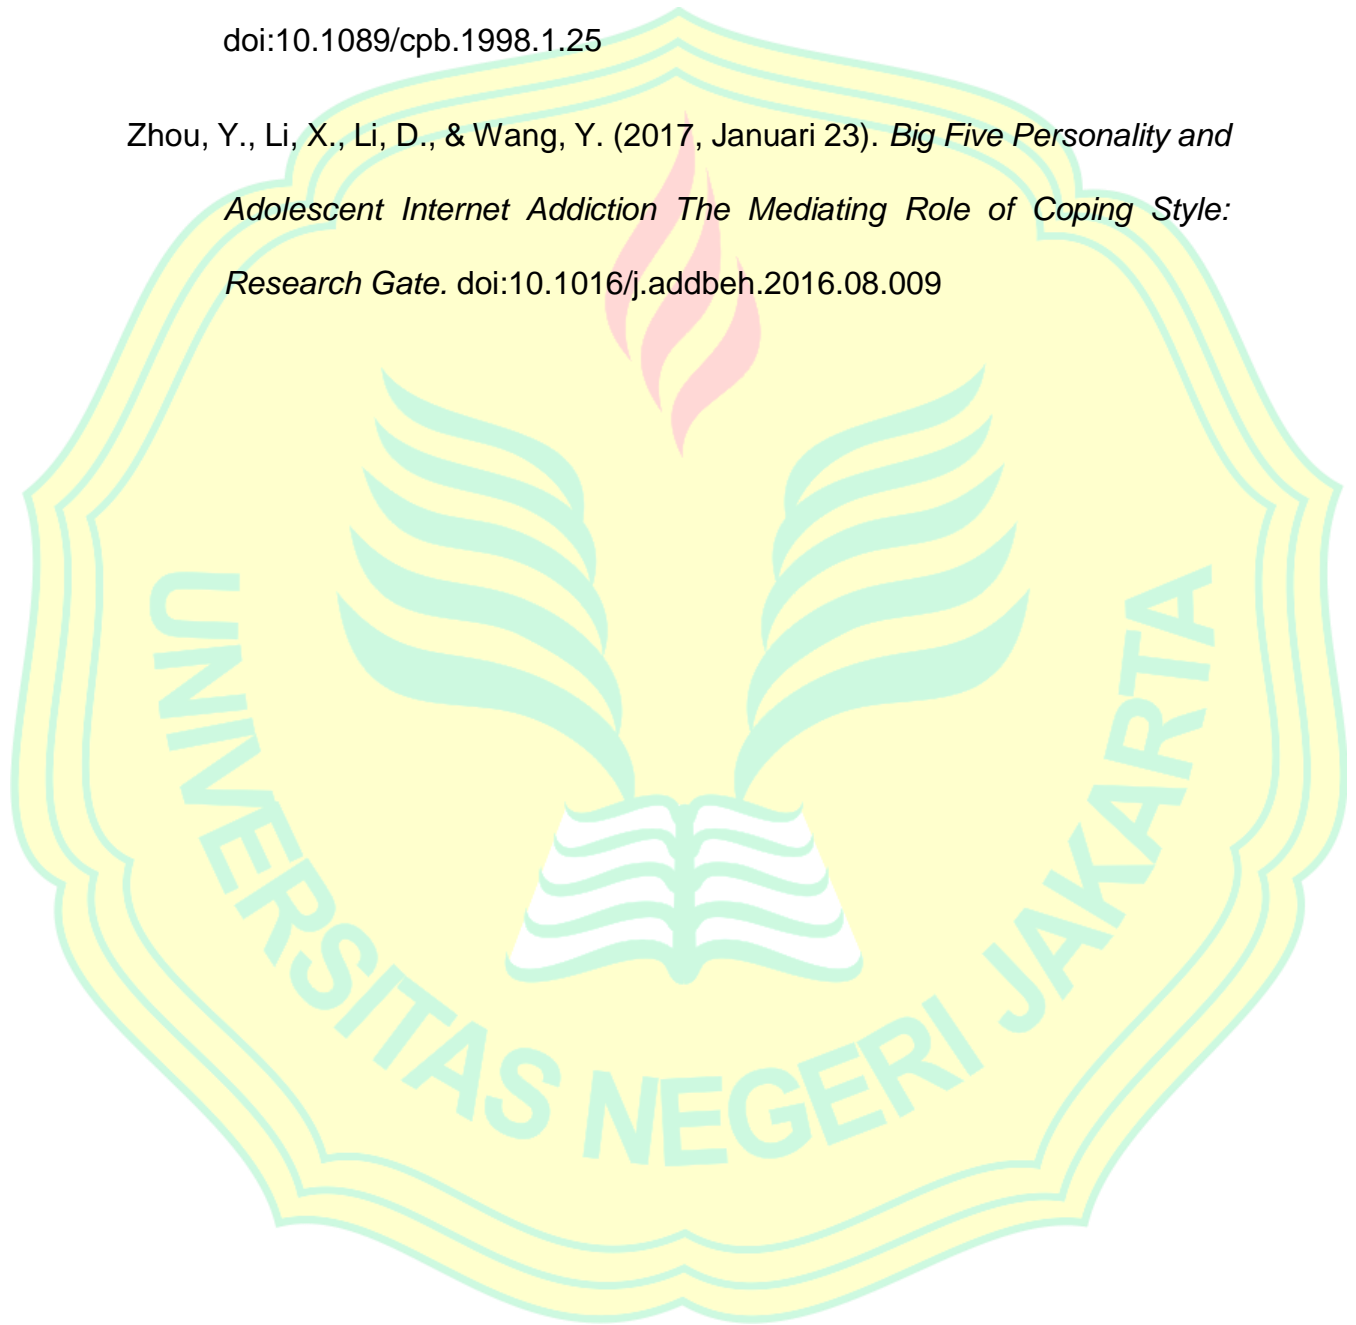 doi:10.1089/cpb.1998.1.25
Zhou, Y., Li, X., Li, D., & Wang, Y. (2017, Januari 23). Big Five Personality and
Adolescent Internet Addiction The Mediating Role of Coping Style:
Research Gate. doi:10.1016/j.addbeh.2016.08.009
UNIVERSITAS NEGERI JAKARTA